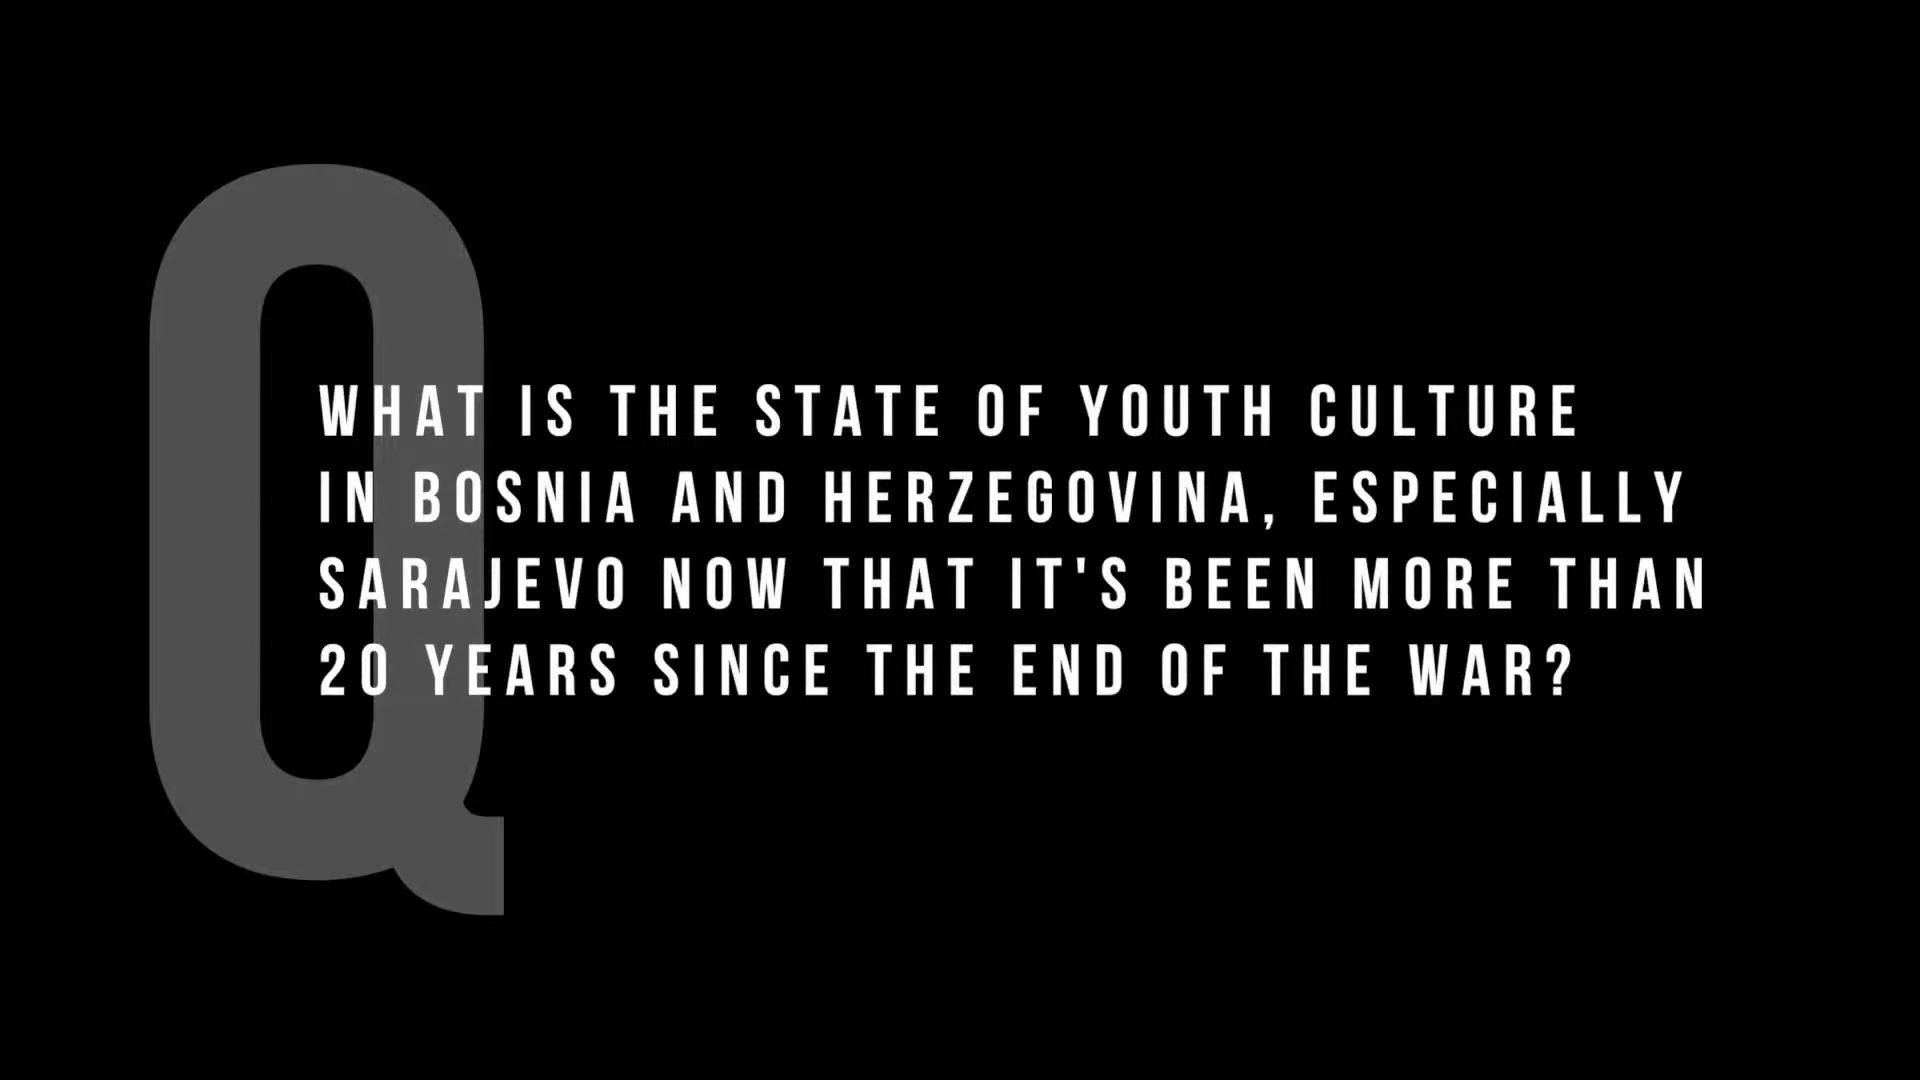 Q
WHAT IS THE STATE OF YOUTH CULTURE
IN BOSNIA AND HERZEGOVINA, ESPECIALLY
SARAJEVO NOW THAT IT'S BEEN MORE THAN
20 YEARS SINCE THE END OF THE WAR?